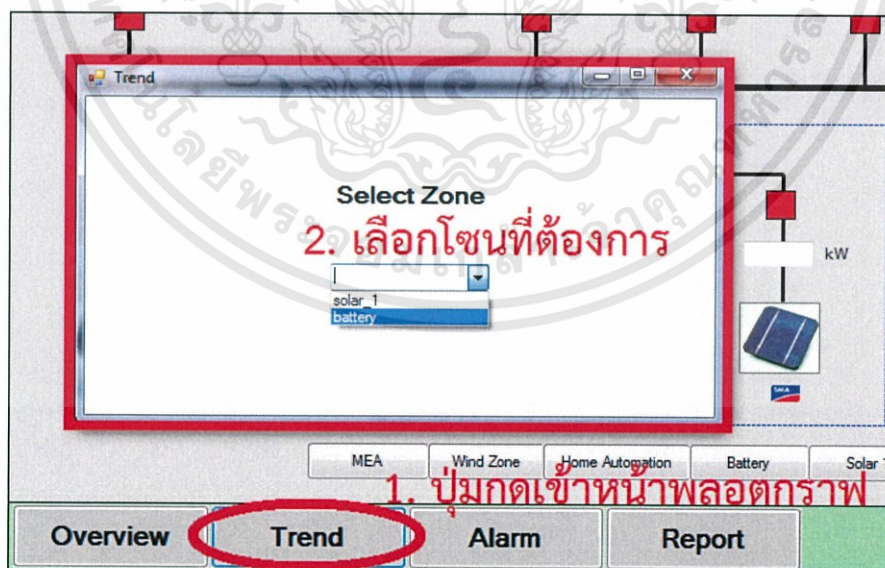 Trend
Select Zone
2. เลือกโซนที่ต้องการ
solar_1
battery
kW
SMA
MEA
Wind Zone
Home Automation
Battery
Solar
1. ปุ่มกดเข้าหน้าพลอตกราฟ
Overview
Trend
Alarm
Report